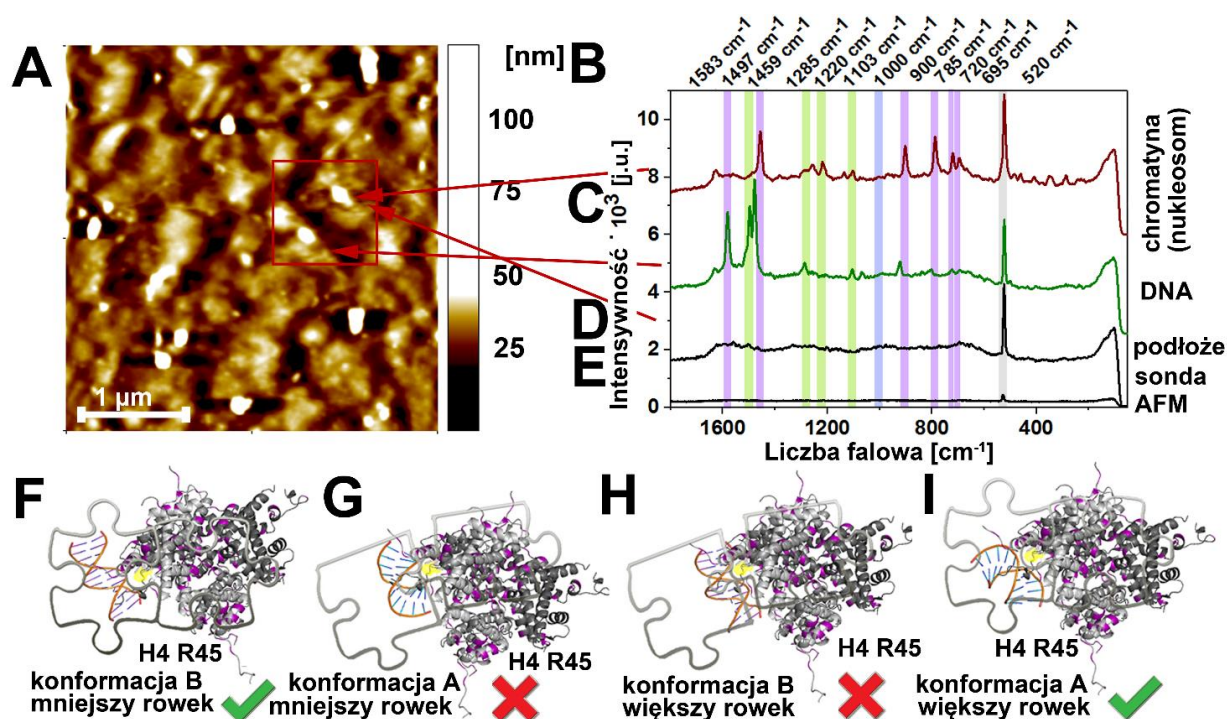 A
[nm]
100
75
50
25
1 µm
B
C
D
E
1583 cm⁻¹
1497 cm⁻¹
1459 cm⁻¹
1285 cm⁻¹
1220 cm⁻¹
1103 cm⁻¹
1000 cm⁻¹
900 cm⁻¹
785 cm⁻¹
720 cm⁻¹
695 cm⁻¹
520 cm⁻¹
Intensywność · 10³ [j.u.]
10
8
6
4
2
0
1600
1200
800
400
Liczba falowa [cm⁻¹]
chromatyna
(nukleosom)
DNA
podłoże
sonda
AFM
F
H4 R45
konformacja B
mniejszy rowek
G
H4 R45
konformacja A
mniejszy rowek
H
H4 R45
konformacja B
większy rowek
I
H4 R45
konformacja A
większy rowek